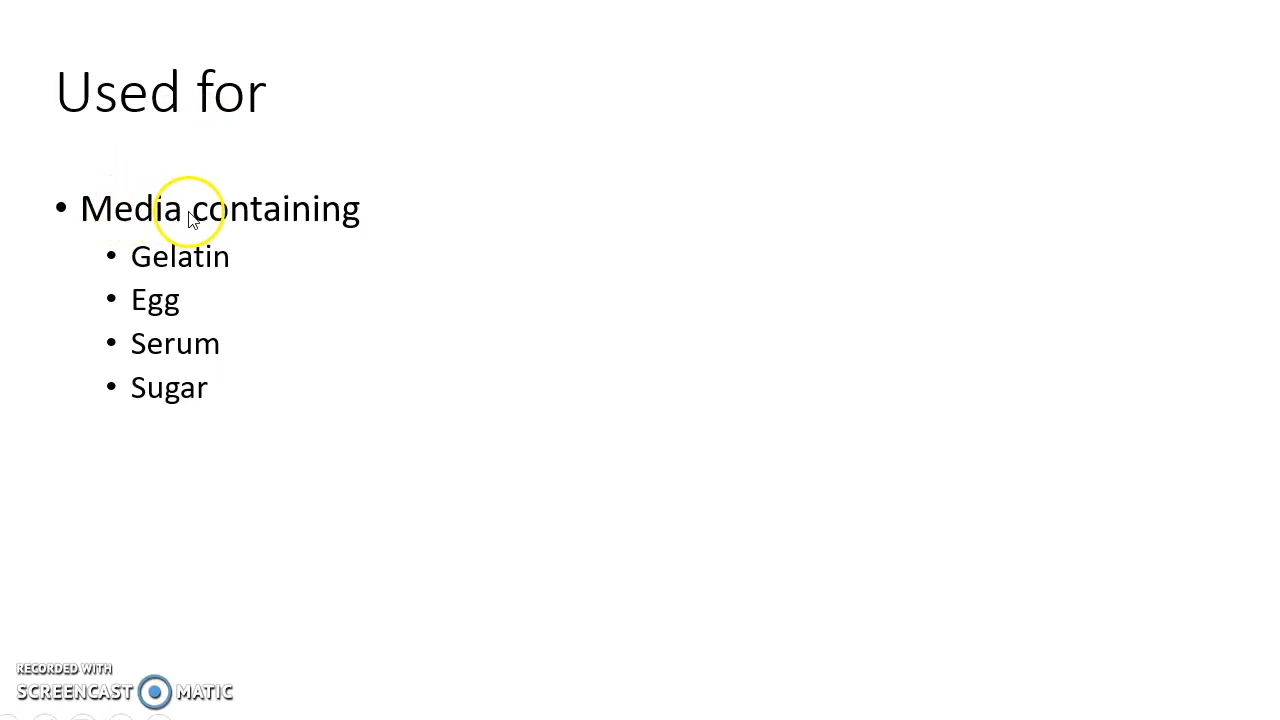 Used for
• Media containing
• Gelatin
• Egg
• Serum
• Sugar
RECORDED WITH
SCREENCAST MATIC